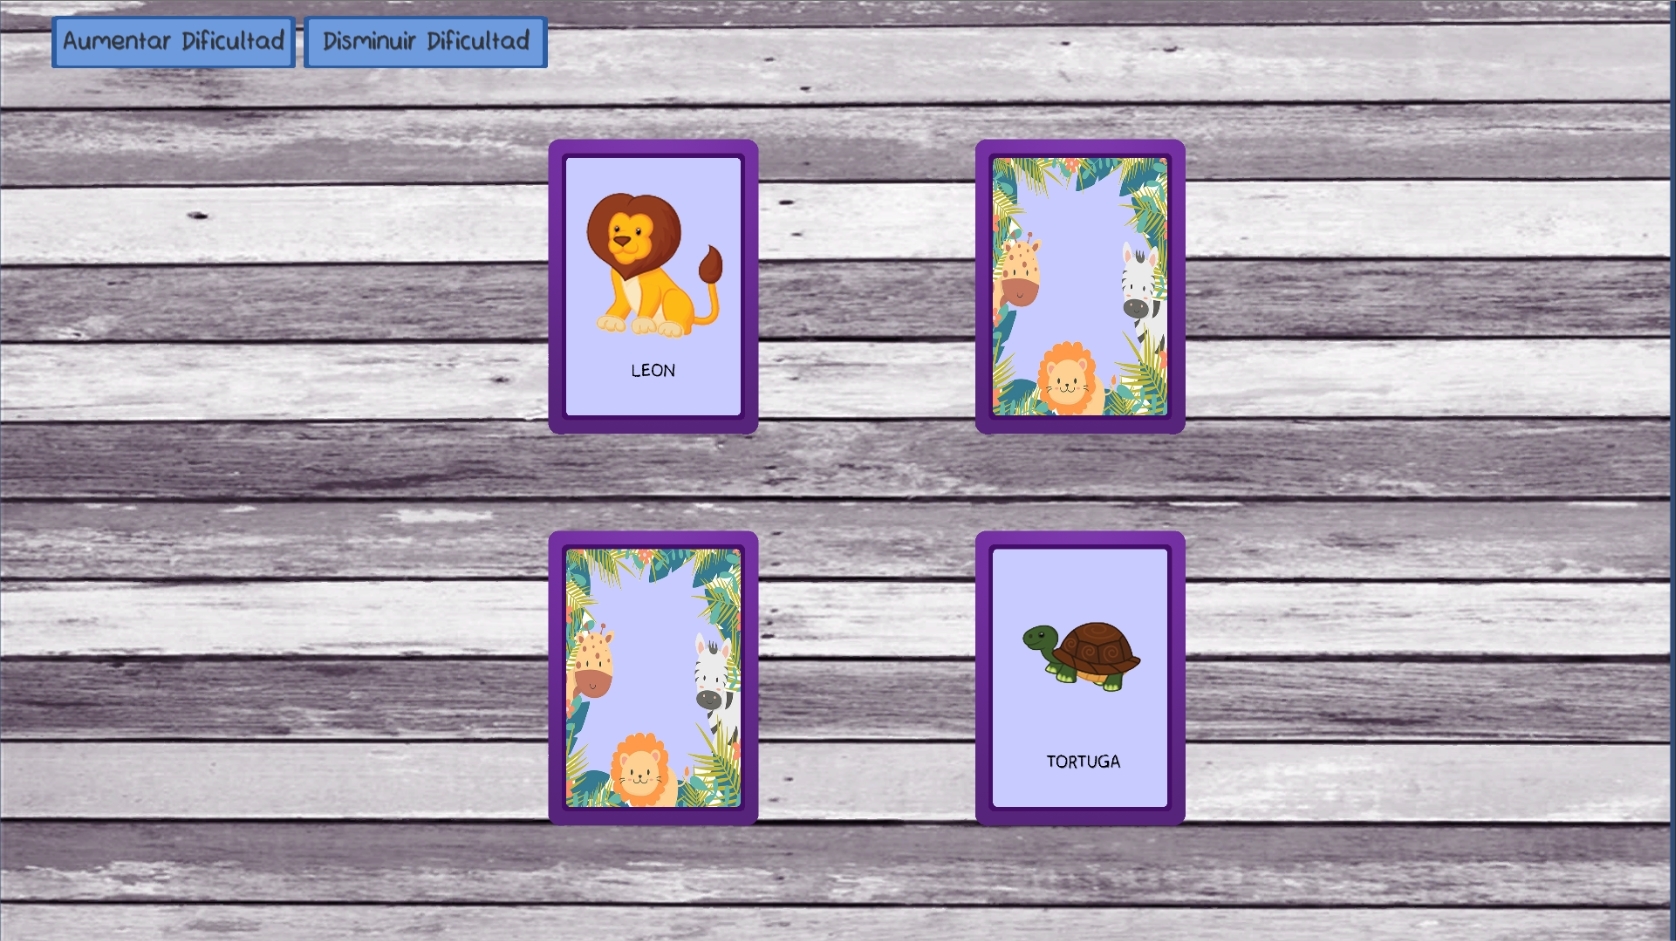 Aumentar Dificultad
Disminuir Dificultad
LEON
TORTUGA